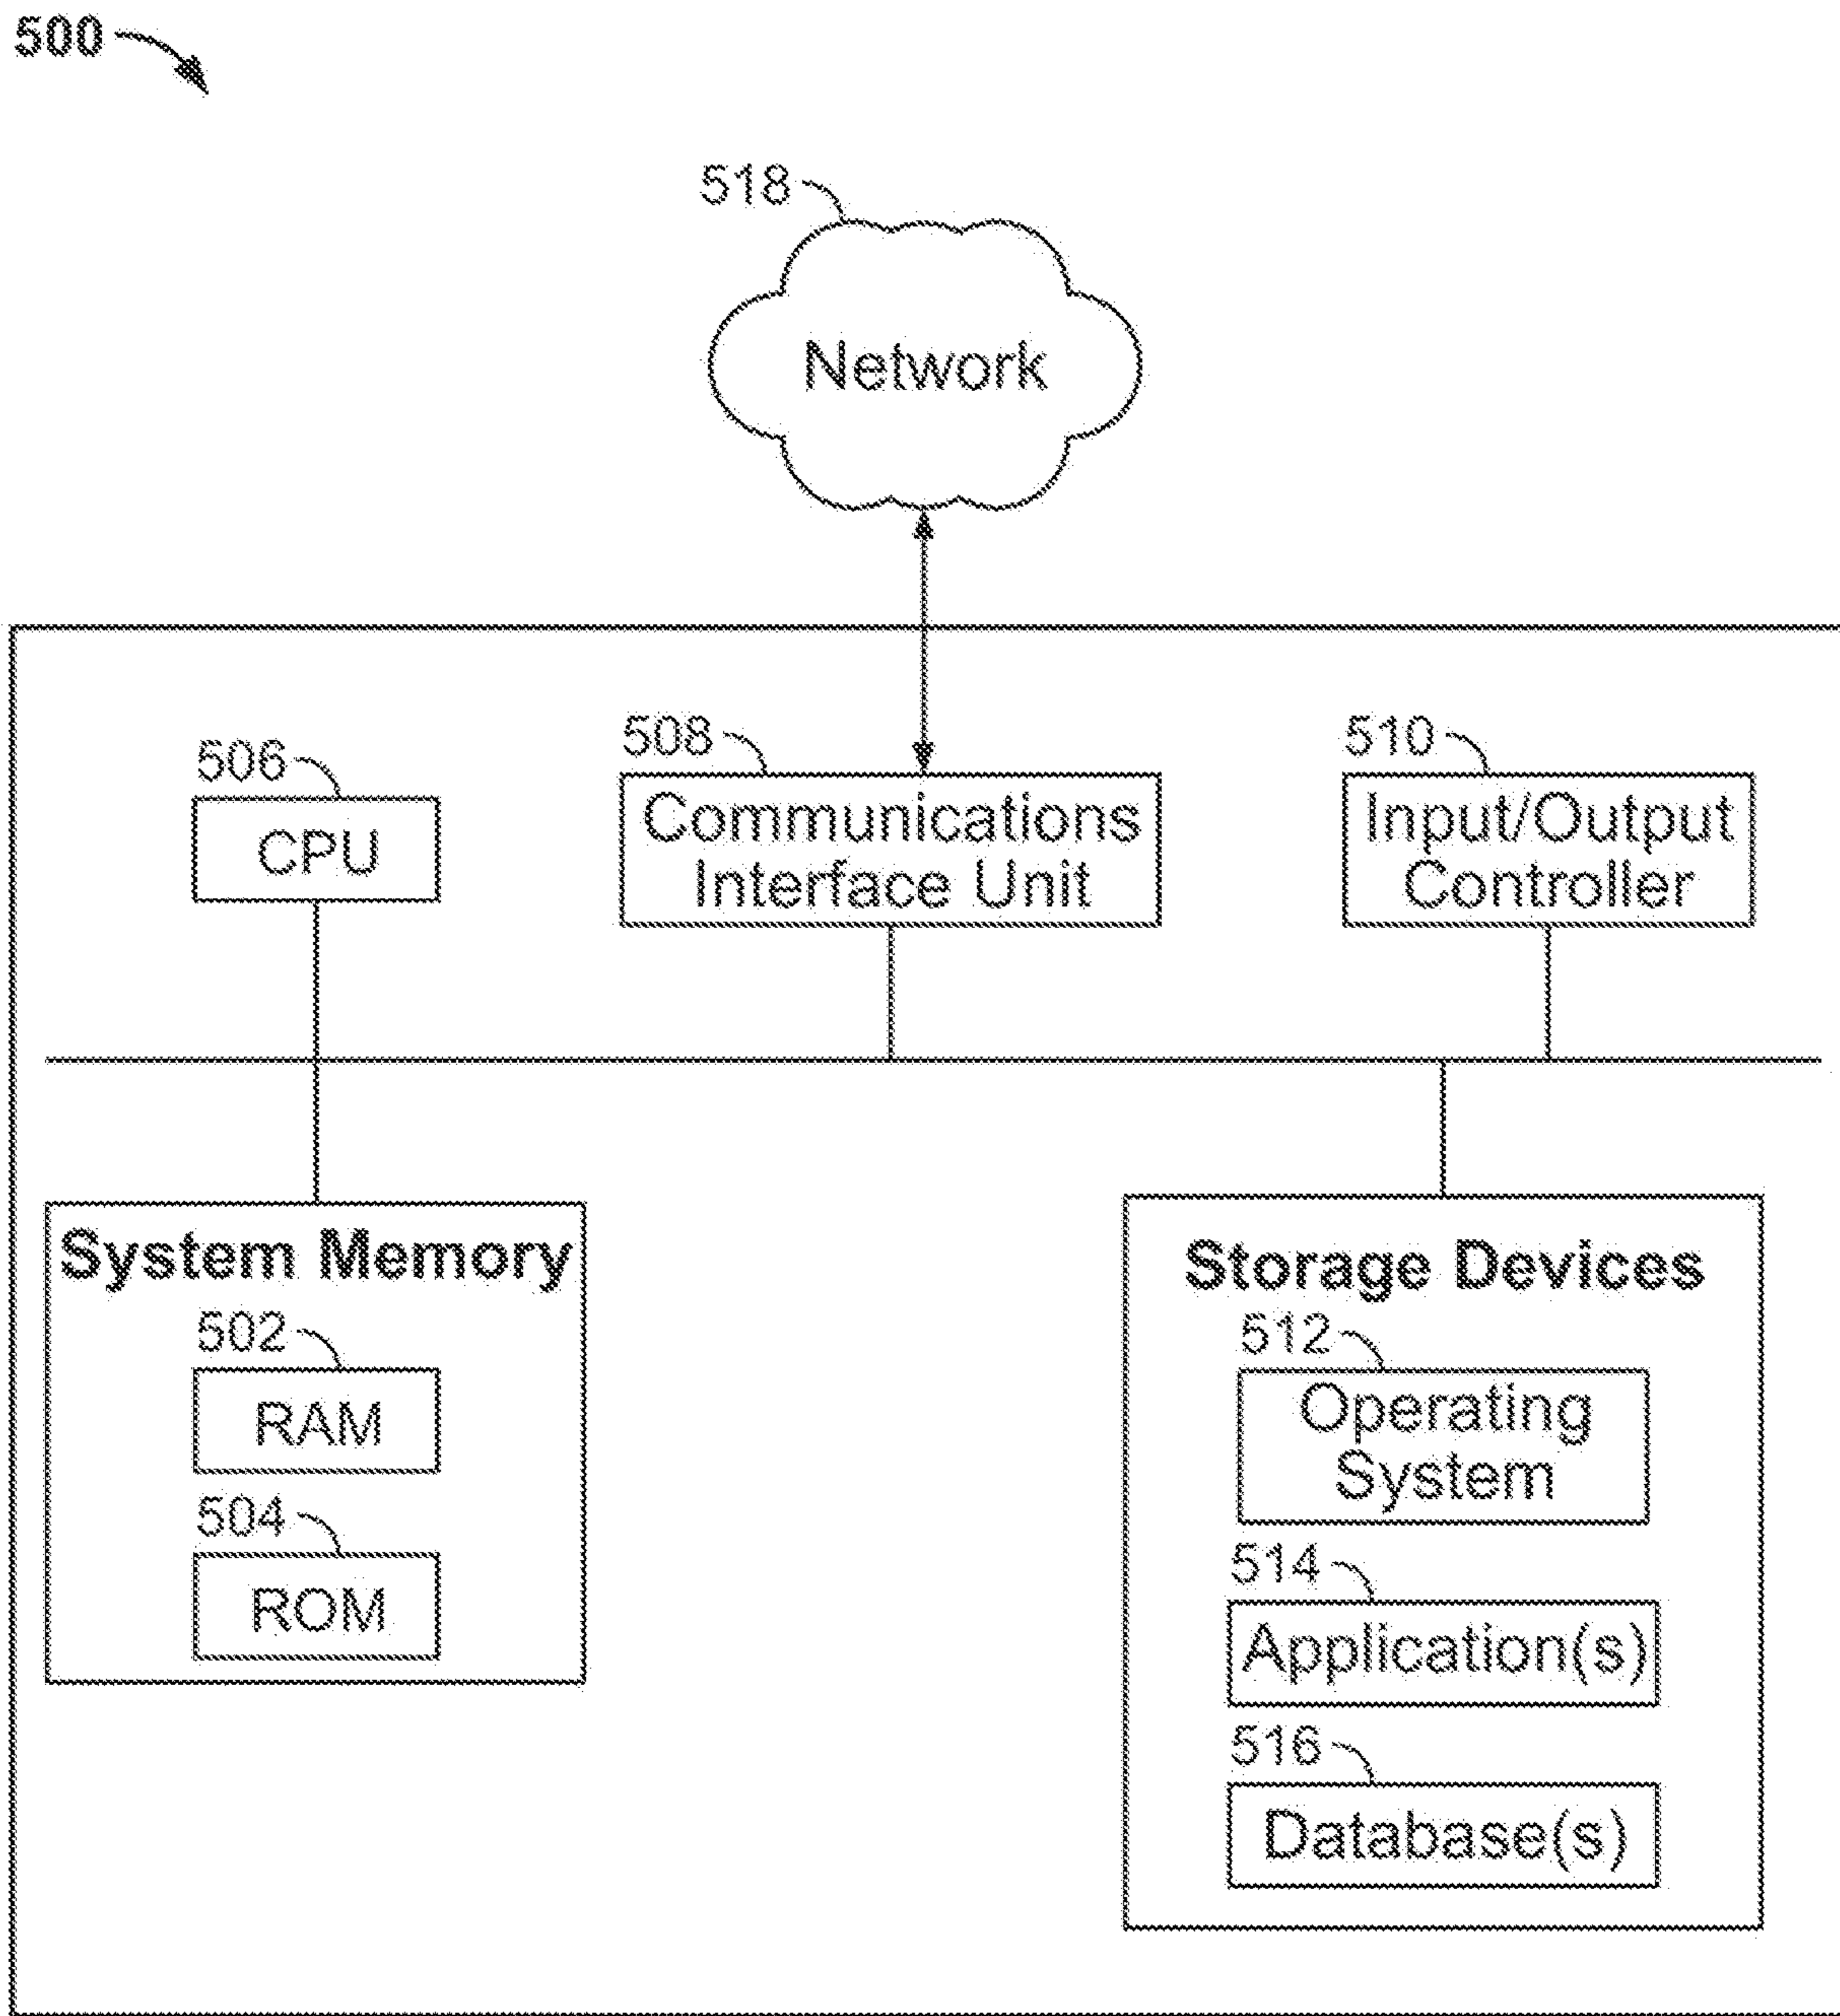 500
518
Network
506
CPU
508
Communications
Interface Unit
510
Input/Output
Controller
System Memory
502
RAM
504
ROM
Storage Devices
512
Operating
System
514
Application(s)
516
Database(s)